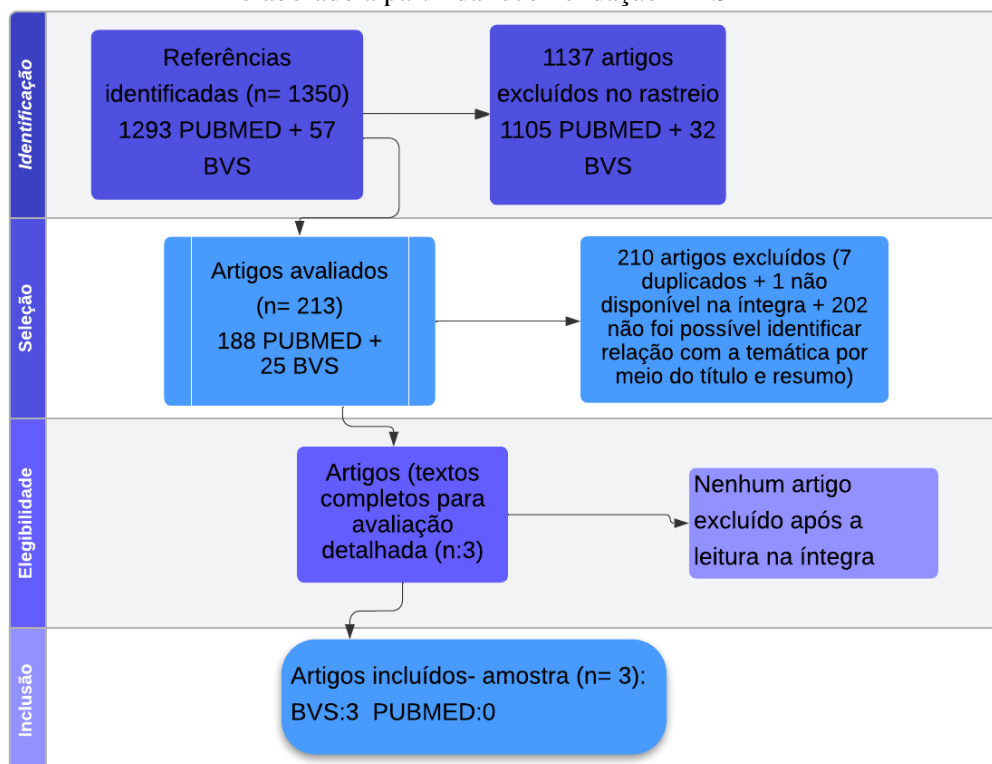 Identificação
Referências
identificadas (n= 1350)
1293 PUBMED + 57
BVS
1137 artigos
excluídos no rastreio
1105 PUBMED + 32
BVS
Seleção
Artigos avaliados
(n= 213)
188 PUBMED +
25 BVS
210 artigos excluídos (7
duplicados + 1 não
disponível na íntegra + 202
não foi possível identificar
relação com a temática por
meio do título e resumo)
Elegibilidade
Artigos (textos
completos para
avaliação
detalhada (n:3)
Nenhum artigo
excluído após a
leitura na íntegra
Inclusão
Artigos incluídos- amostra (n= 3):
BVS:3 PUBMED:0